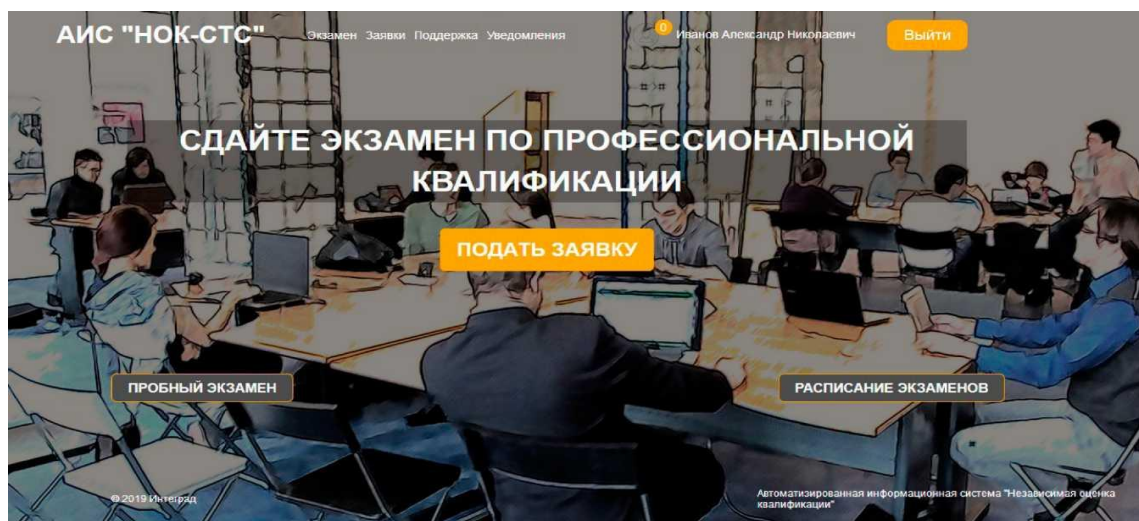 АИС "НОК-СТС"
Экзамен Заявки Поддержка Уведомления
0
Иванов Александр Николаевич
Выйти
СДАЙТЕ ЭКЗАМЕН ПО ПРОФЕССИОНАЛЬНОЙ
КВАЛИФИКАЦИИ
ПОДАТЬ ЗАЯВКУ
ПРОБНЫЙ ЭКЗАМЕН
РАСПИСАНИЕ ЭКЗАМЕНОВ
© 2019 Интеград
Автоматизированная информационная система "Независимая оценка
квалификации"